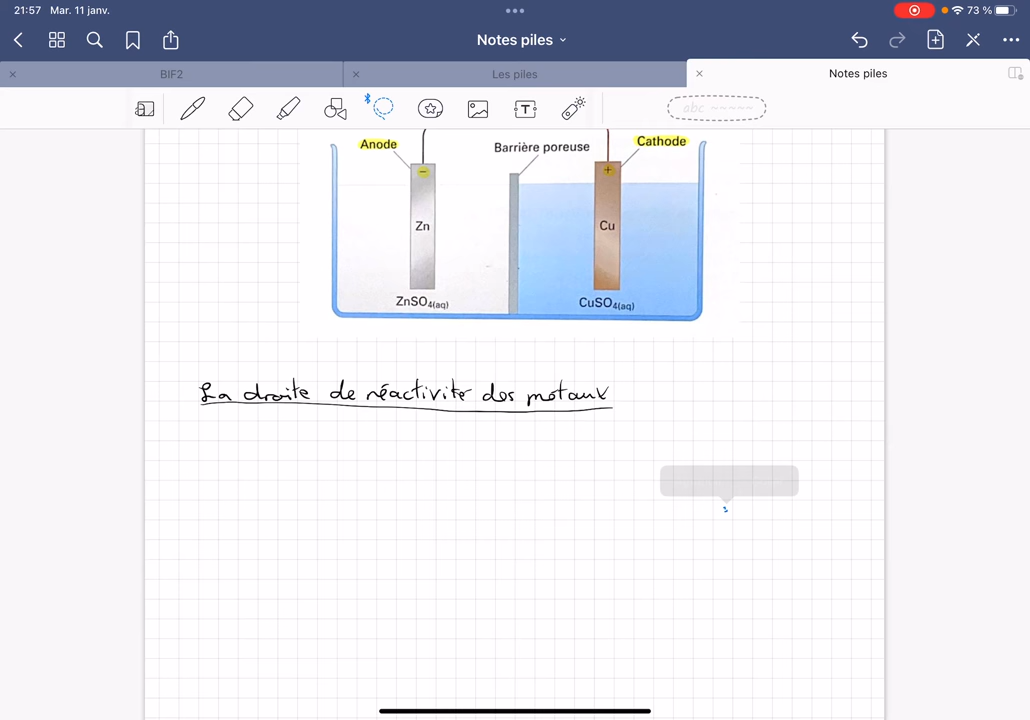 21:57 Mar. 11 janv.
73 %
Notes piles
BIF2
Les piles
Notes piles
T
abc
Anode
Barrière poreuse
Cathode
−
+
Zn
Cu
ZnSO4(aq)
CuSO4(aq)
La droite de réactivité des métaux